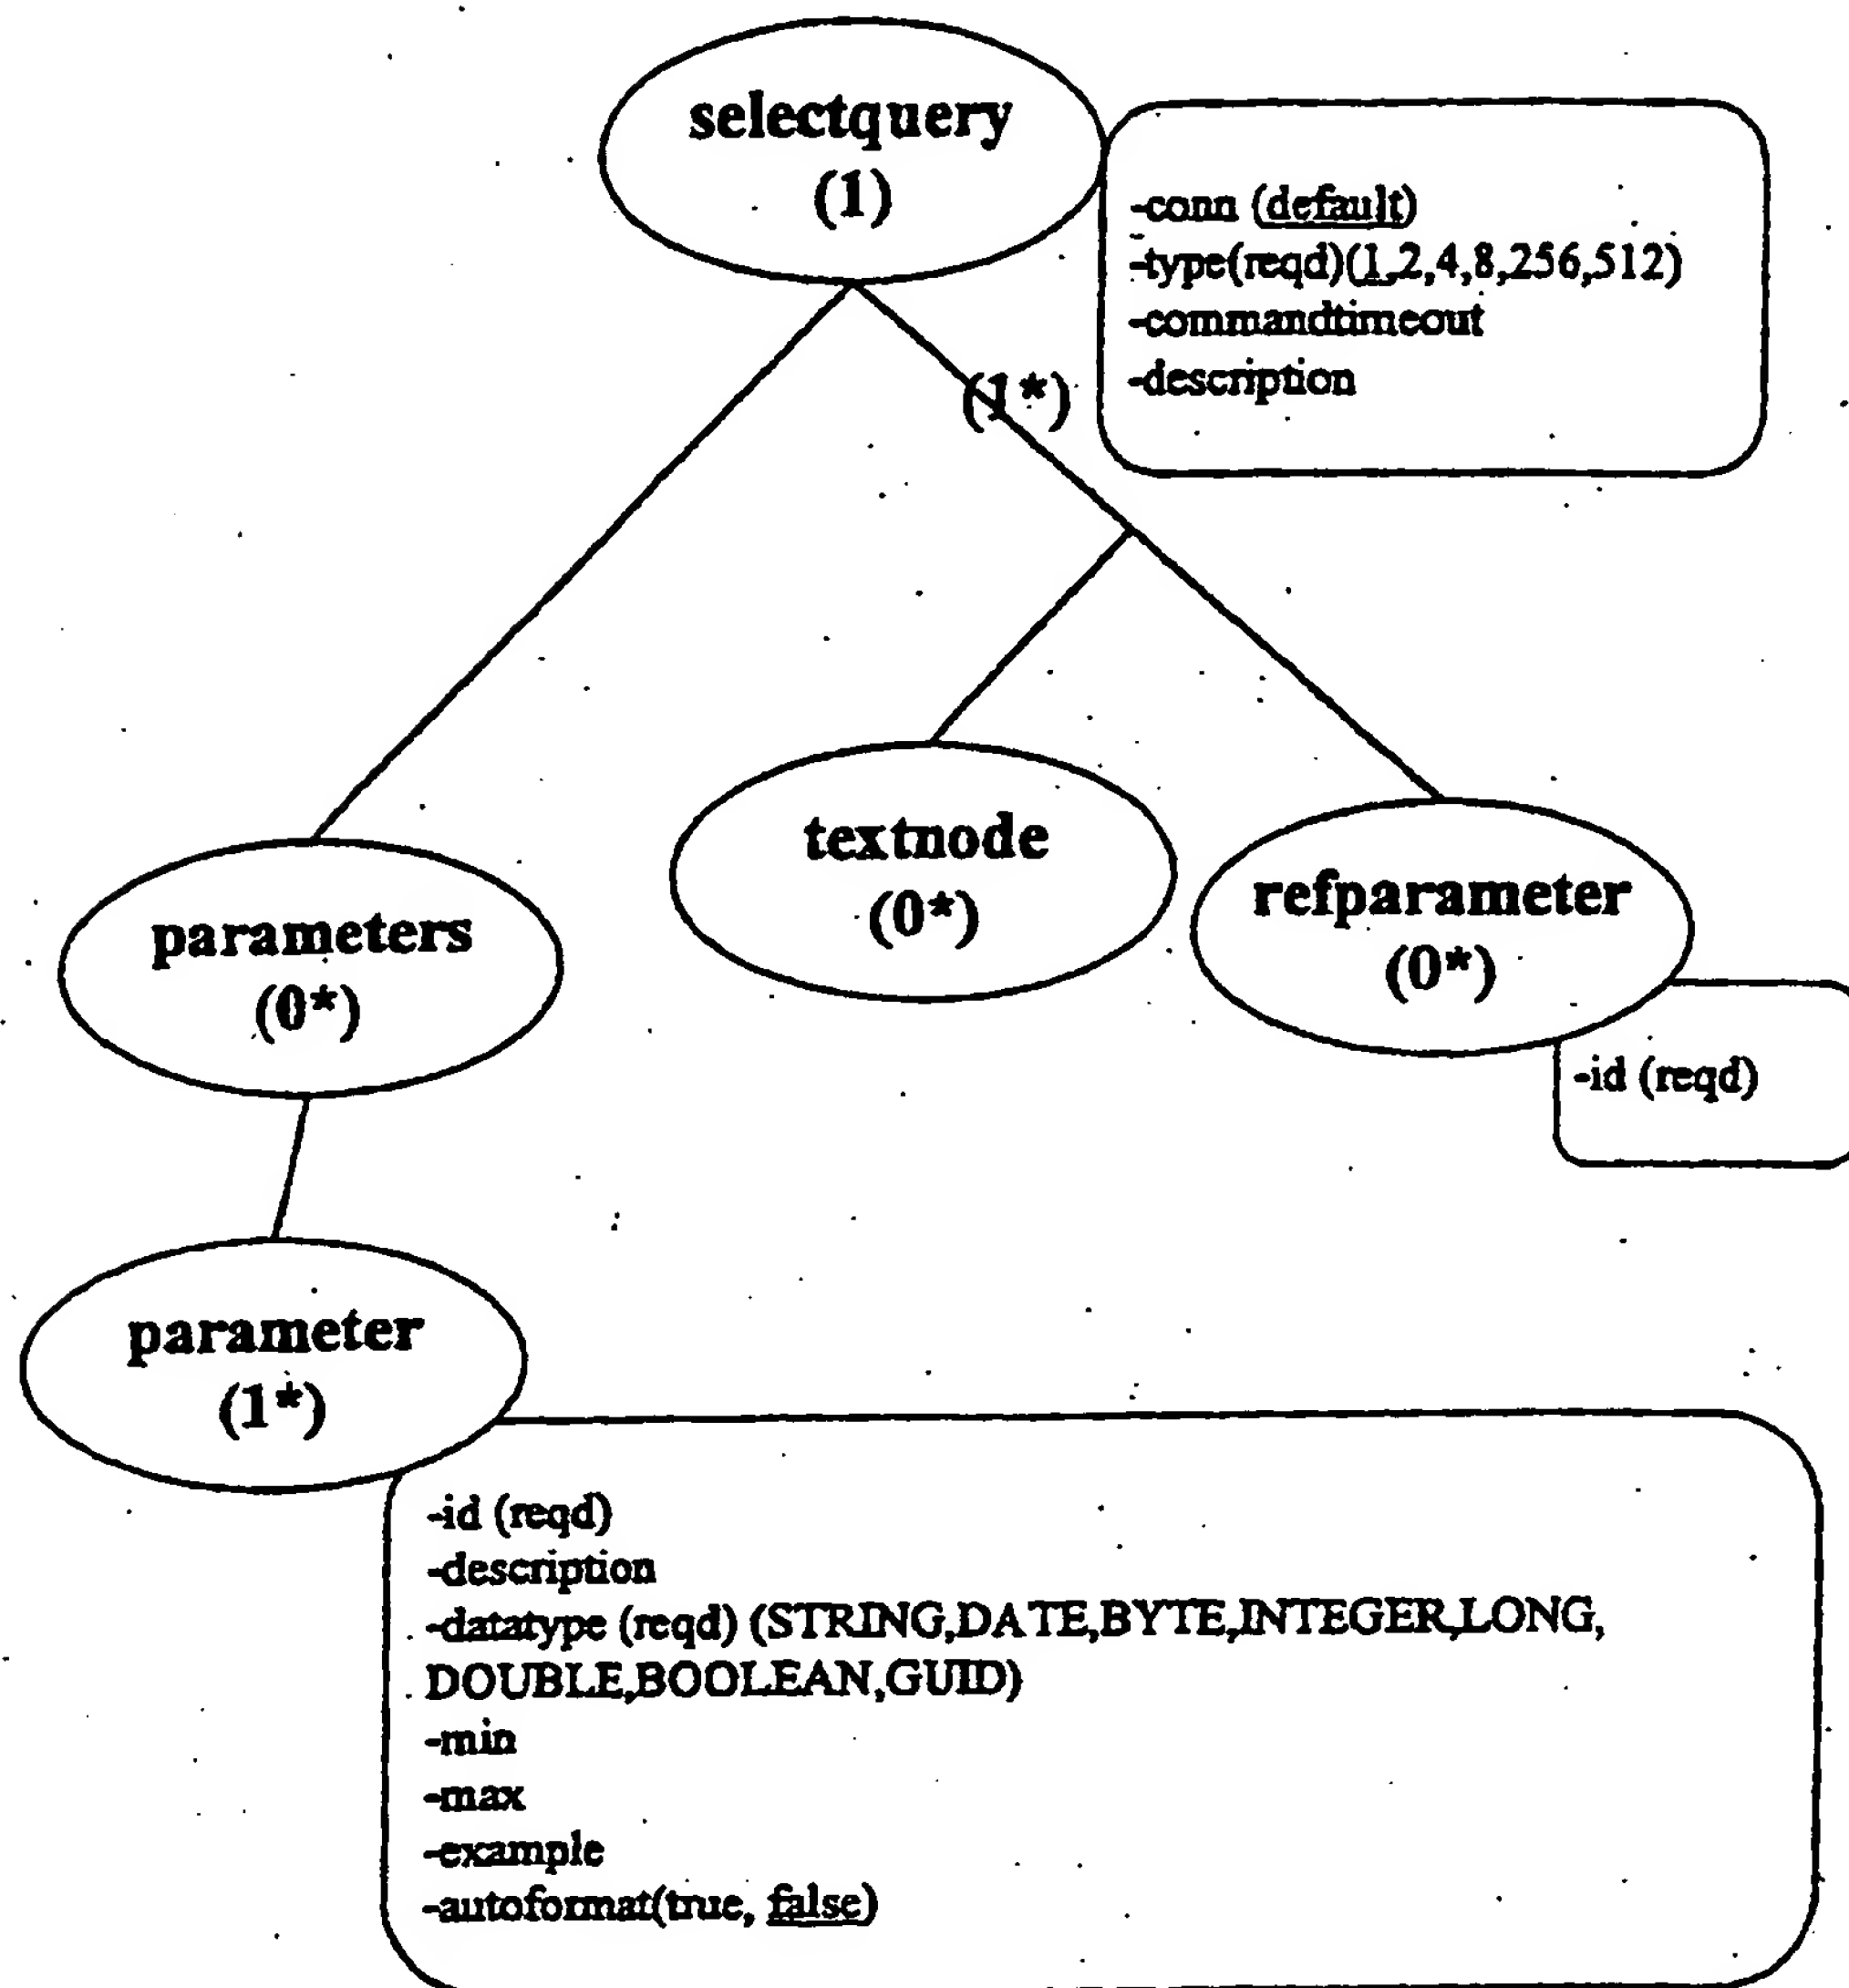 selectquery
(1)
-conn (default)
-type(reqd)(1,2,4,8,256,512)
-commandtimeout
-description
(1*)
textnode
(0*)
refparameter
(0*)
parameters
(0*)
-id (reqd)
parameter
(1*)
-id (reqd)
-description
-datatype (reqd) (STRING,DATE,BYTE,INTEGER,LONG,
DOUBLE,BOOLEAN,GUID)
-min
-max
-example
-autoformat(true, false)